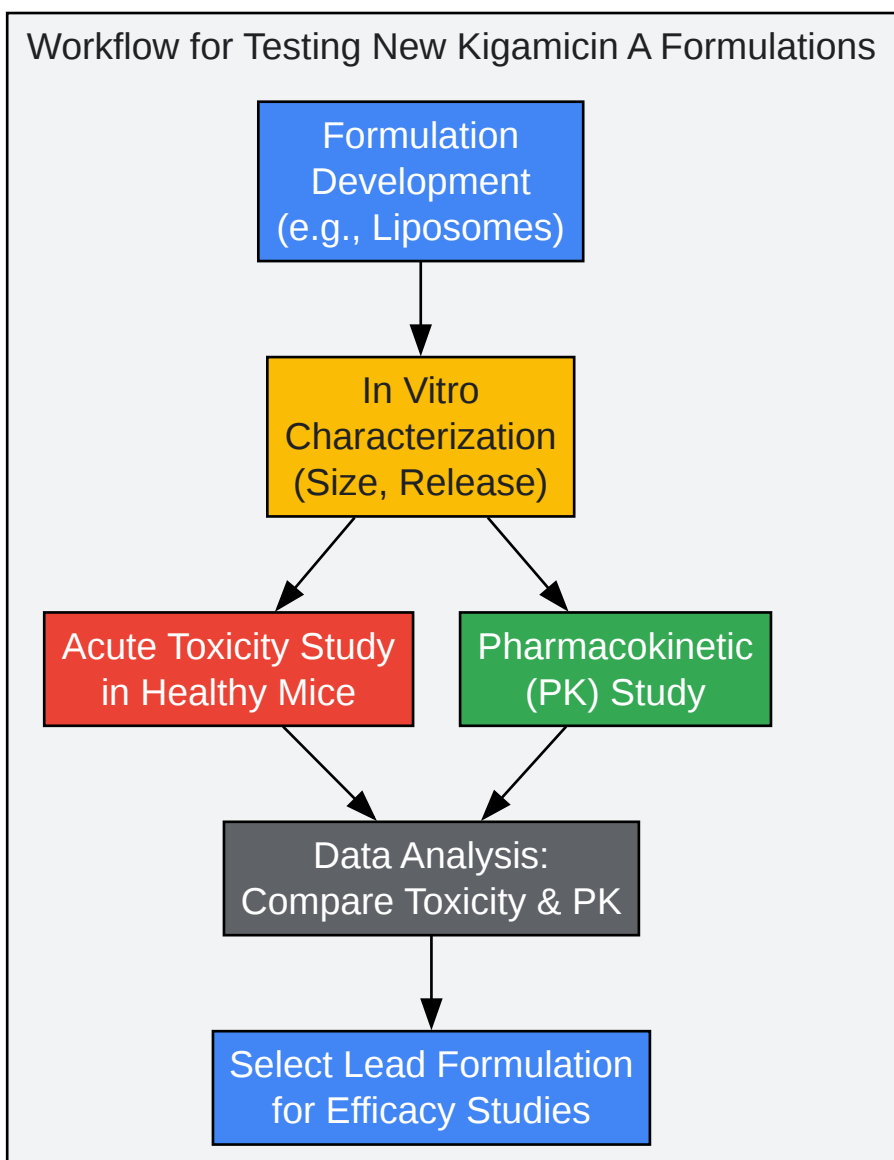 Workflow for Testing New Kigamicin A Formulations
Formulation
Development
(e.g., Liposomes)
In Vitro
Characterization
(Size, Release)
Acute Toxicity Study
in Healthy Mice
Pharmacokinetic
(PK) Study
Data Analysis:
Compare Toxicity & PK
Select Lead Formulation
for Efficacy Studies